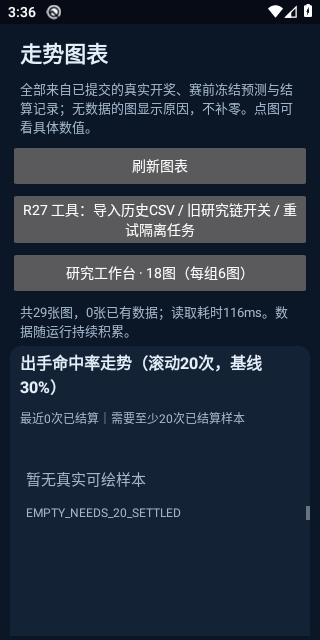 3:36
走势图表
全部来自已提交的真实开奖、赛前冻结预测与结
算记录；无数据的图显示原因，不补零。点图可
看具体数值。
刷新图表
R27 工具：导入历史CSV / 旧研究链开关 / 重
试隔离任务
研究工作台 · 18图（每组6图）
共29张图，0张已有数据；读取耗时116ms。数
据随运行持续积累。
出手命中率走势（滚动20次，基线
30%）
最近0次已结算｜需要至少20次已结算样本
暂无真实可绘样本
EMPTY_NEEDS_20_SETTLED